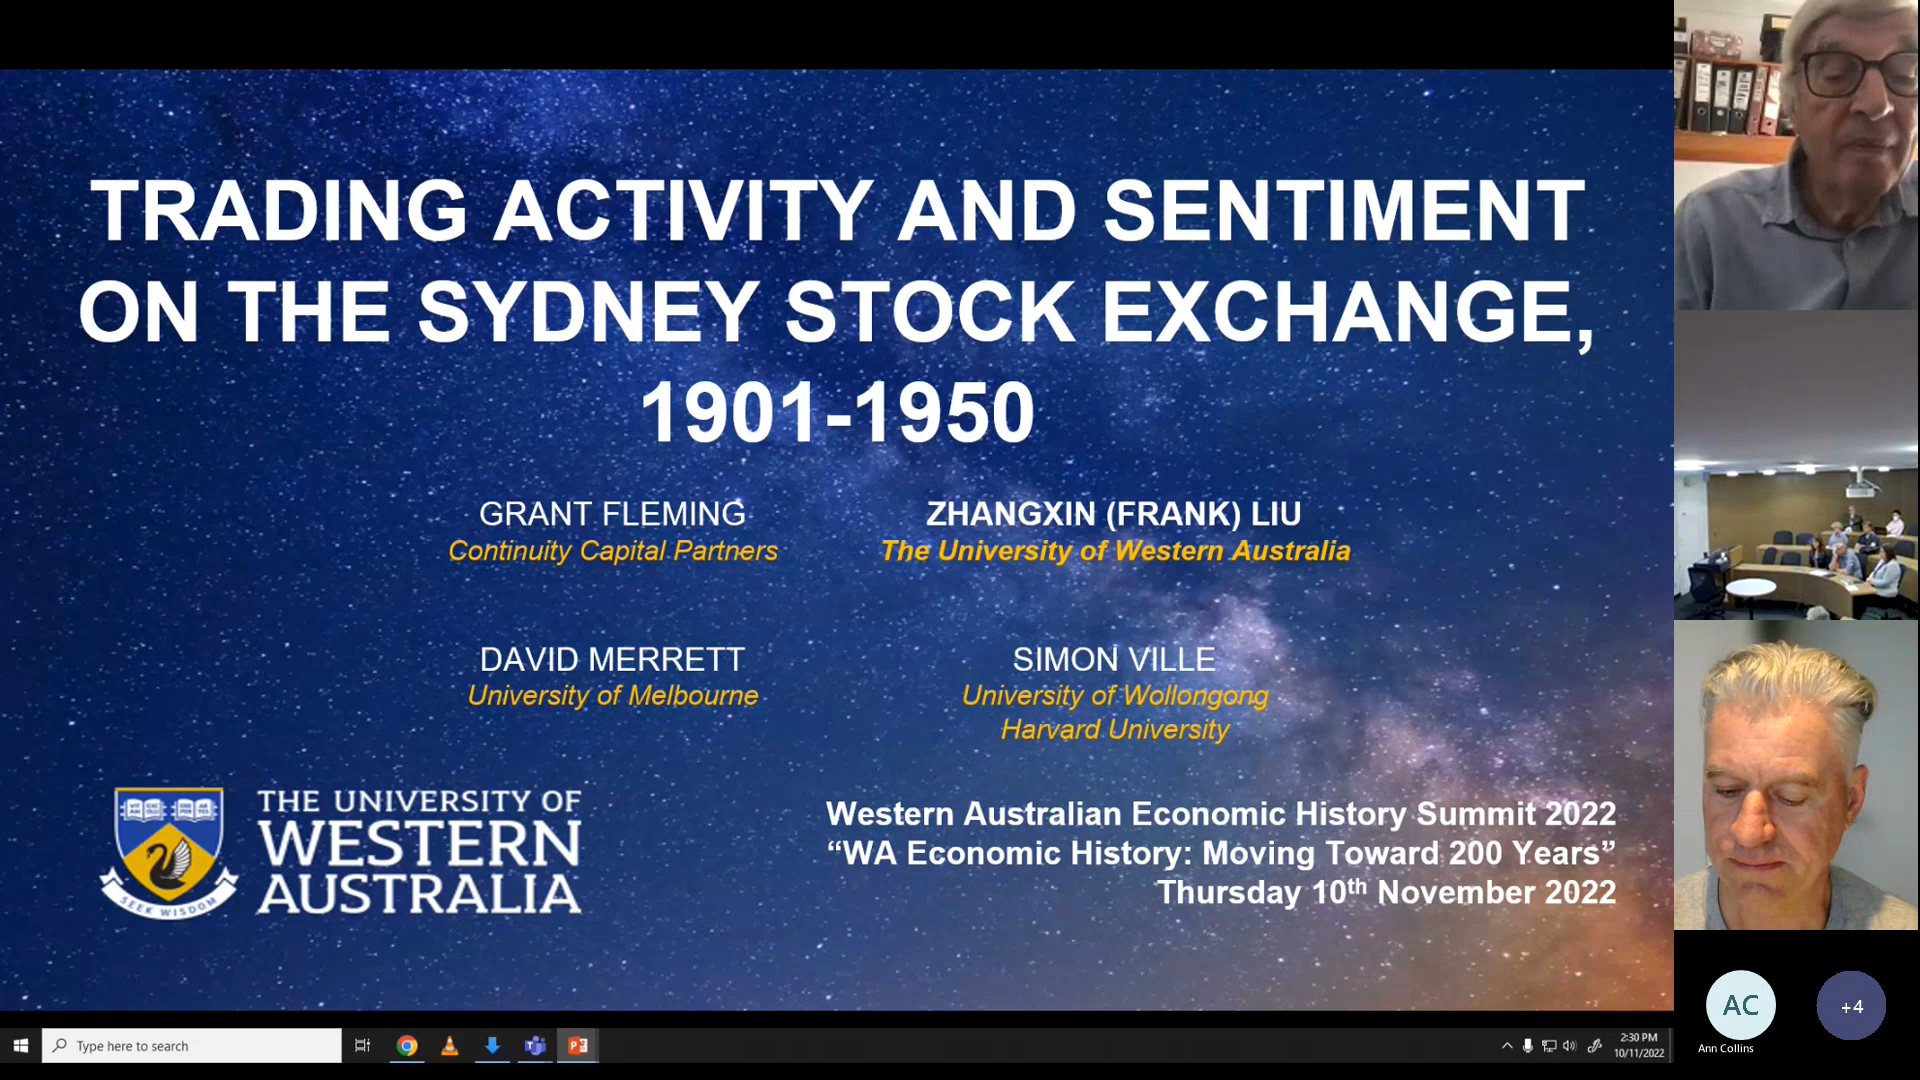 TRADING ACTIVITY AND SENTIMENT
ON THE SYDNEY STOCK EXCHANGE,
1901-1950
GRANT FLEMING
Continuity Capital Partners
ZHANGXIN (FRANK) LIU
The University of Western Australia
DAVID MERRETT
University of Melbourne
SIMON VILLE
University of Wollongong
Harvard University
THE UNIVERSITY OF
WESTERN
AUSTRALIA
SEEK WISDOM
Western Australian Economic History Summit 2022
“WA Economic History: Moving Toward 200 Years”
Thursday 10th November 2022
AC
+4
Ann Collins
Type here to search
2:30 PM
10/11/2022